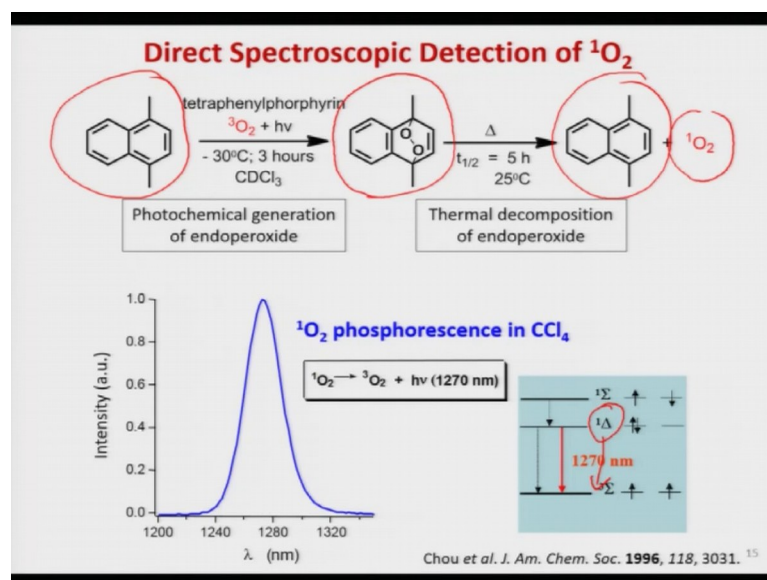 Direct Spectroscopic Detection of ¹O₂
tetraphenylphorphyrin
³O₂ + hν
- 30⁰C; 3 hours
CDCl₃
O
O
Δ
t₁/₂ = 5 h
25⁰C
+ ¹O₂
Photochemical generation
of endoperoxide
Thermal decomposition
of endoperoxide
¹O₂ phosphorescence in CCl₄
¹O₂ → ³O₂ + hν (1270 nm)
Intensity (a.u.)
1.0
0.8
0.6
0.4
0.2
0.0
1200 1240 1280 1320
λ (nm)
¹Σ
¹Δ
1270 nm
³Σ
Chou et al. J. Am. Chem. Soc. 1996, 118, 3031.
15